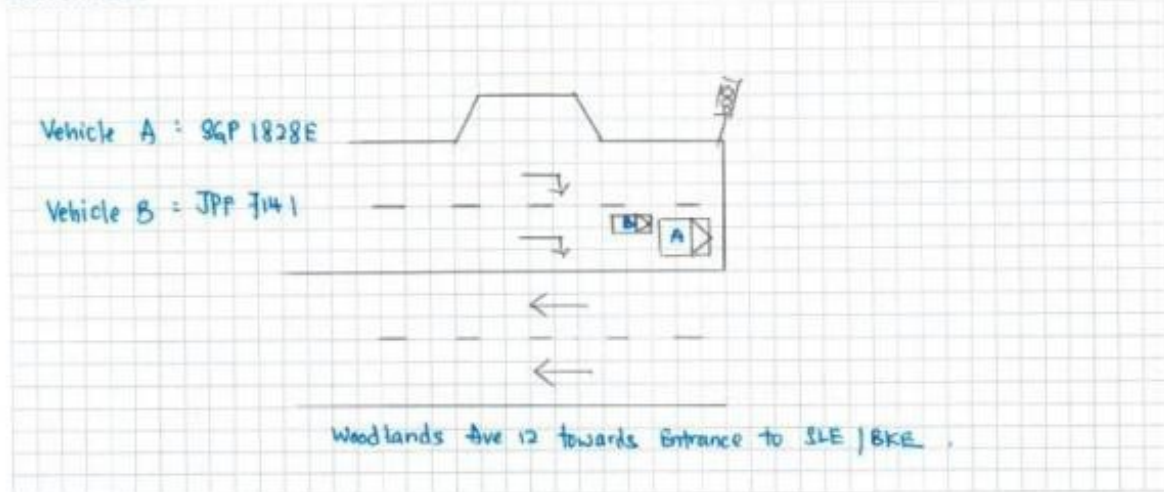 Vehicle A : SGP 1828E
Vehicle B : JPP 7141
B
A
Woodlands Ave 12 towards Entrance to SLE | BKE .